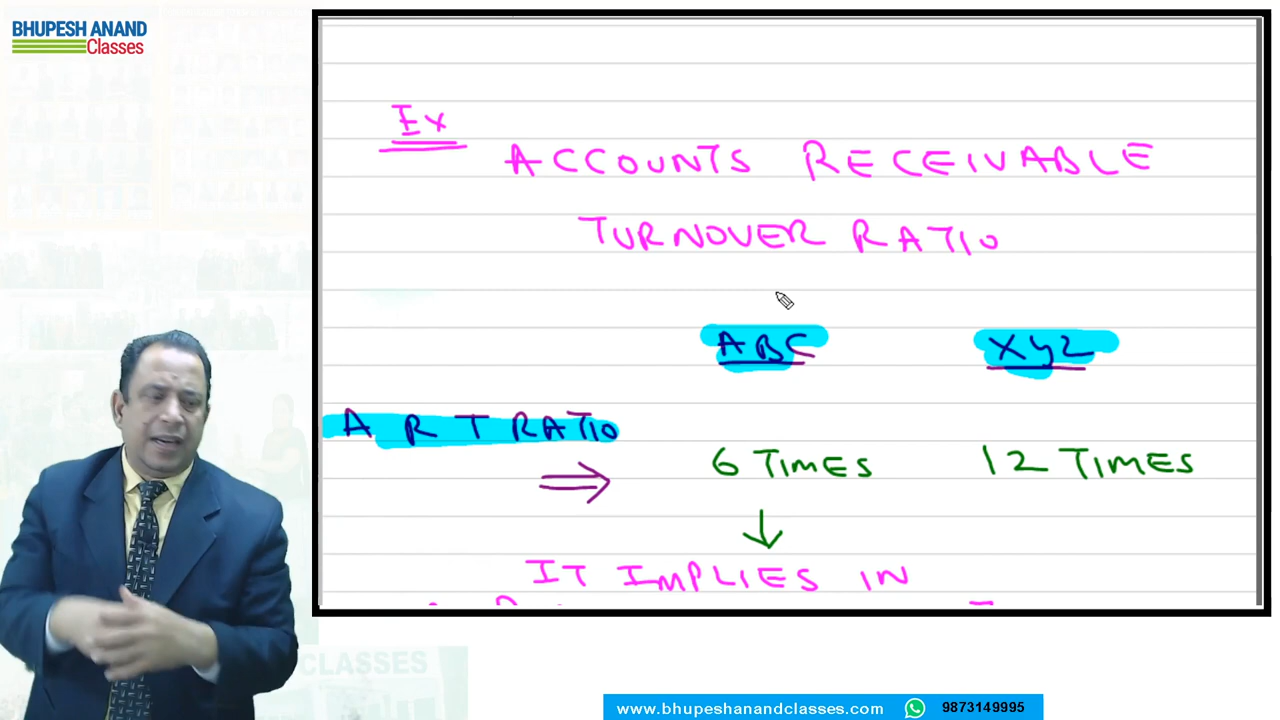 BHUPESH ANAND
Classes
Ex
ACCOUNTS RECEIVABLE
TURNOVER RATIO
ABC XYZ
A R T RATIO
6 TIMES 12 TIMES
IT IMPLIES IN
CLASSES
www.bhupeshanandclasses.com 9873149995